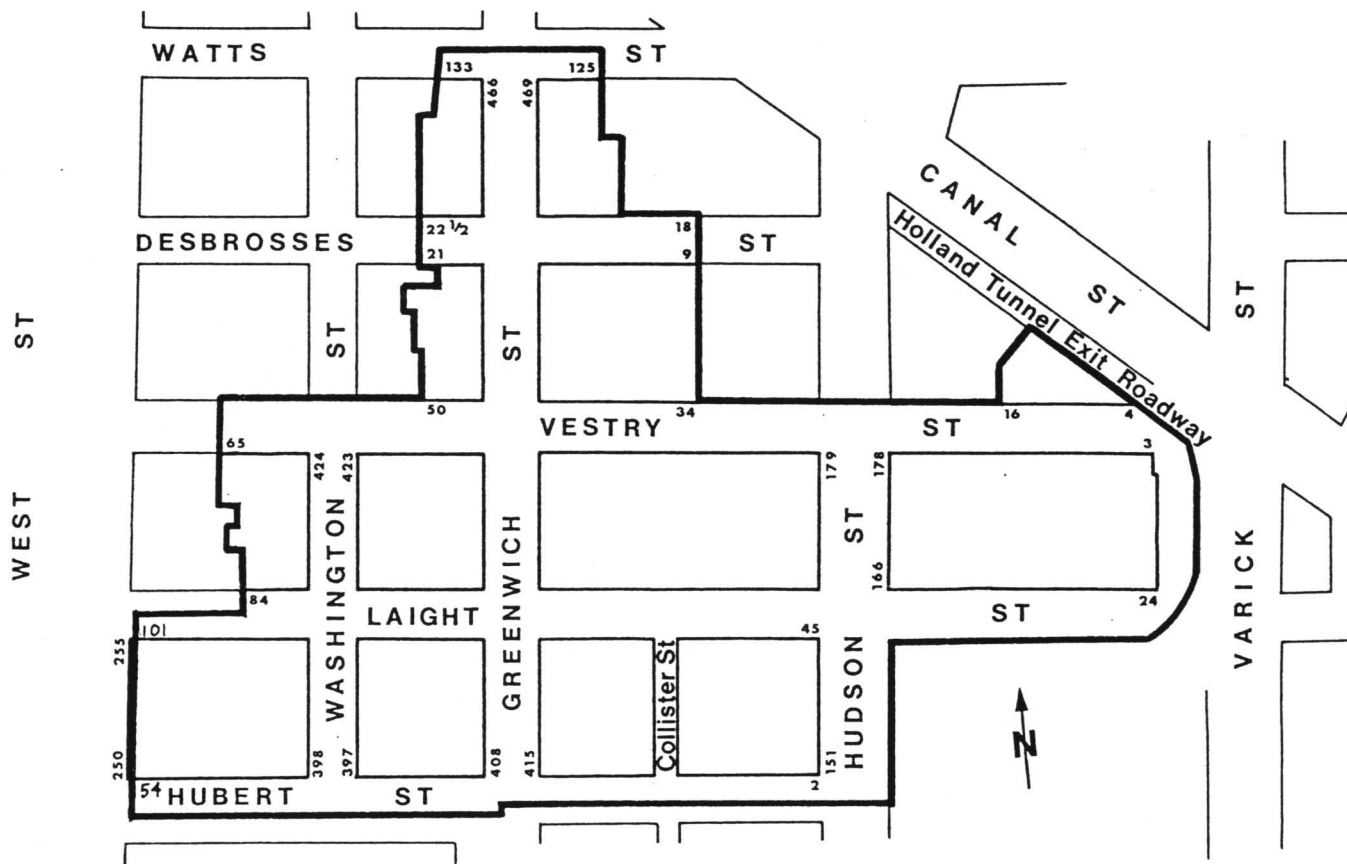 WATTS ST
133
125
466
469
CANAL ST
Holland Tunnel Exit Roadway
22 1/2
18
DESBROSSES ST
21
9
ST
ST
ST
ST
50
34
16
4
VESTRY ST
65
3
424
423
179
178
WEST
WASHINGTON
GREENWICH
ST
VARICK
166
84
24
LAIGHT ST
101
45
255
Collister St
HUDSON
N
250
398
397
408
415
151
54
2
HUBERT ST